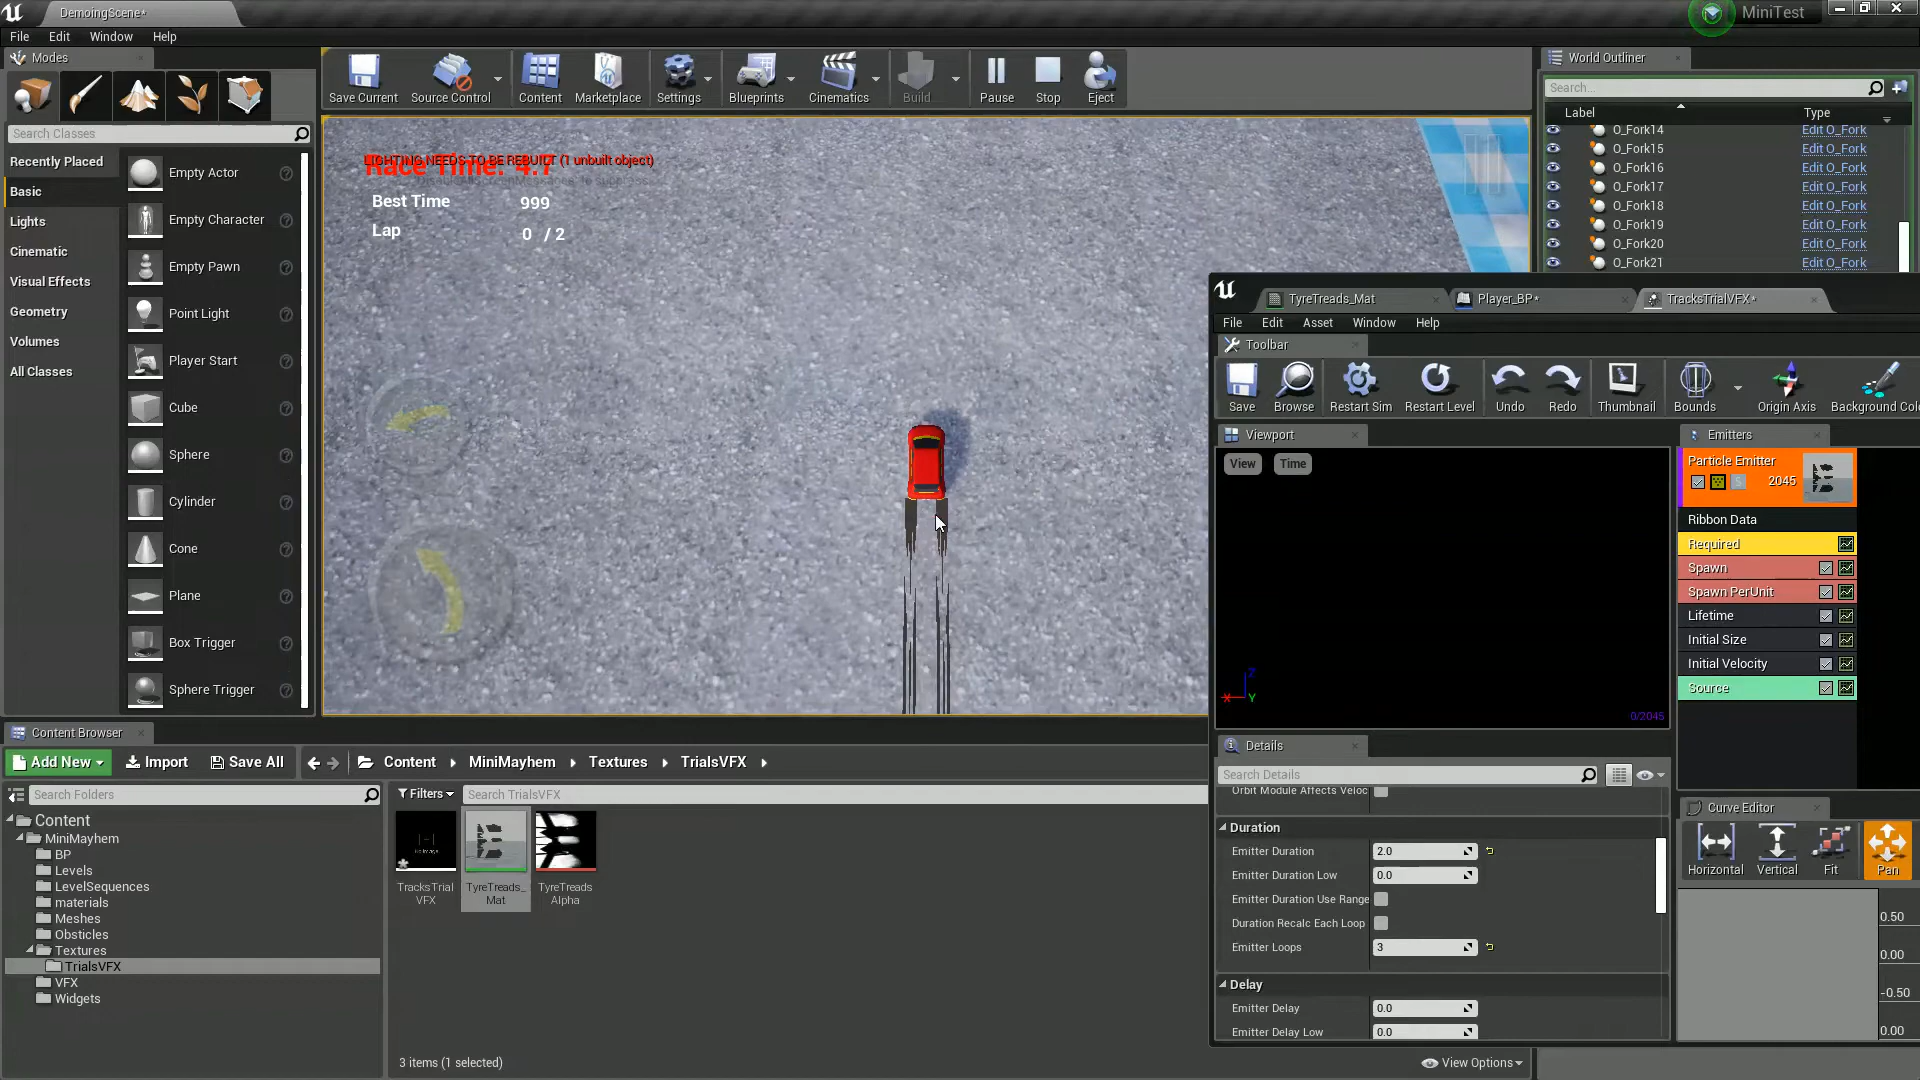 DemoingScene*
MiniTest
File Edit Window Help
Modes
World Outliner
Save Current Source Control Content Marketplace Settings Blueprints Cinematics Build Pause Stop Eject
Search...
Label Type
O_Fork14 Edit O_Fork
O_Fork15 Edit O_Fork
O_Fork16 Edit O_Fork
O_Fork17 Edit O_Fork
O_Fork18 Edit O_Fork
O_Fork19 Edit O_Fork
O_Fork20 Edit O_Fork
O_Fork21 Edit O_Fork
Search Classes
Recently Placed
Basic
Lights
Cinematic
Visual Effects
Geometry
Volumes
All Classes
Empty Actor
Empty Character
Empty Pawn
Point Light
Player Start
Cube
Sphere
Cylinder
Cone
Plane
Box Trigger
Sphere Trigger
LIGHTING NEEDS TO BE REBUILT (1 unbuilt object)
Race Time: 4.7
Best Time 999
Lap 0 / 2
TyreTreads_Mat Player_BP* TracksTrialVFX*
File Edit Asset Window Help
Toolbar
Save Browse Restart Sim Restart Level Undo Redo Thumbnail Bounds Origin Axis Background Colo
Viewport
View Time
0/2045
X Y Z
Emitters
Particle Emitter
2045
Ribbon Data
Required
Spawn
Spawn PerUnit
Lifetime
Initial Size
Initial Velocity
Source
Details
Search Details
Orbit Module Affects Veloc
Duration
Emitter Duration 2.0
Emitter Duration Low 0.0
Emitter Duration Use Range
Duration Recalc Each Loop
Emitter Loops 3
Delay
Emitter Delay 0.0
Emitter Delay Low 0.0
Curve Editor
Horizontal Vertical Fit Pan
0.50
0.00
-0.50
0.00
Content Browser
Add New Import Save All Content MiniMayhem Textures TrialsVFX
Search Folders
Filters Search TrialsVFX
Content
MiniMayhem
BP
Levels
LevelSequences
materials
Meshes
Obsticles
Textures
TrialsVFX
VFX
Widgets
TracksTrial
VFX
TyreTreads_
Mat
TyreTreads
Alpha
3 items (1 selected)
View Options